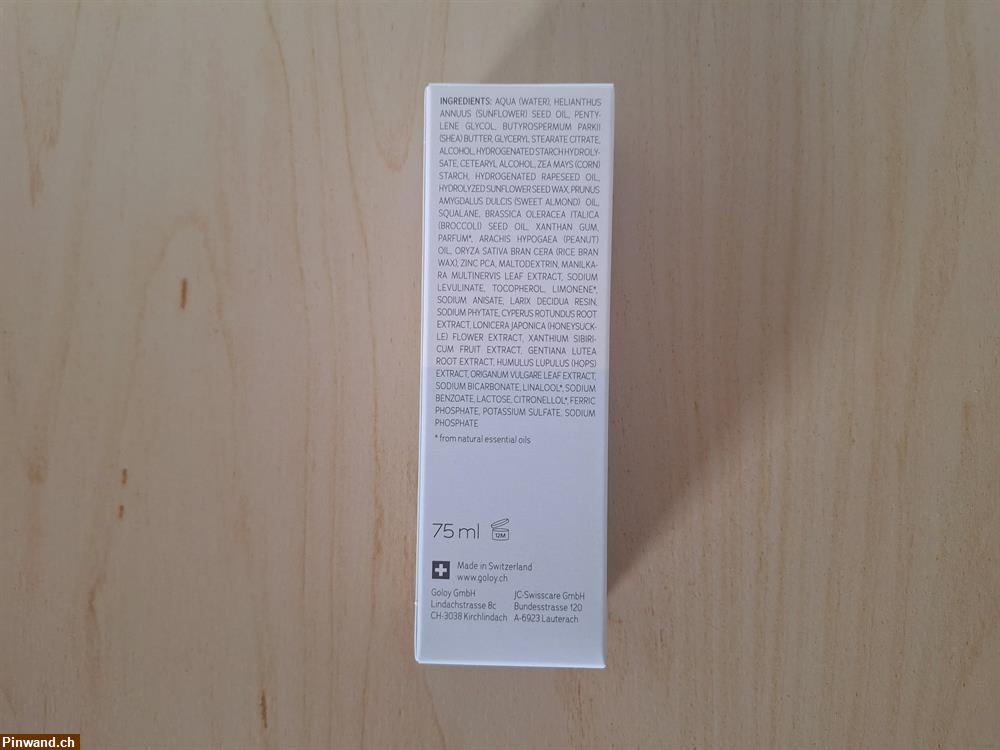 INGREDIENTS: AQUA (WATER), HELIANTHUS
ANNUUS (SUNFLOWER) SEED OIL, PENTY-
LENE GLYCOL, BUTYROSPERMUM PARKII
(SHEA) BUTTER, GLYCERYL STEARATE CITRATE,
ALCOHOL, HYDROGENATED STARCH HYDROLY-
SATE, CETEARYL ALCOHOL, ZEA MAYS (CORN)
STARCH, HYDROGENATED RAPESEED OIL,
HYDROLYZED SUNFLOWER SEED WAX, PRUNUS
AMYGDALUS DULCIS (SWEET ALMOND) OIL,
SQUALANE, BRASSICA OLERACEA ITALICA
(BROCCOLI) SEED OIL, XANTHAN GUM,
PARFUM*, ARACHIS HYPOGAEA (PEANUT)
OIL, ORYZA SATIVA BRAN CERA (RICE BRAN
WAX), ZINC PCA, MALTODEXTRIN, MANILKA-
RA MULTINERVIS LEAF EXTRACT, SODIUM
LEVULINATE, TOCOPHEROL, LIMONENE*,
SODIUM ANISATE, LARIX DECIDUA RESIN,
SODIUM PHYTATE, CYPERUS ROTUNDUS ROOT
EXTRACT, LONICERA JAPONICA (HONEYSUCK-
LE) FLOWER EXTRACT, XANTHIUM SIBIRI-
CUM FRUIT EXTRACT, GENTIANA LUTEA
ROOT EXTRACT, HUMULUS LUPULUS (HOPS)
EXTRACT, ORIGANUM VULGARE LEAF EXTRACT,
SODIUM BICARBONATE, LINALOOL*, SODIUM
BENZOATE, LACTOSE, CITRONELLOL*, FERRIC
PHOSPHATE, POTASSIUM SULFATE, SODIUM
PHOSPHATE
* from natural essential oils
75 ml 12M
Made in Switzerland
www.goloy.ch
Goloy GmbH
Lindachstrasse 8c
CH-3038 Kirchlindach
JC-Swisscare GmbH
Bundesstrasse 120
A-6923 Lauterach
Pinwand.ch